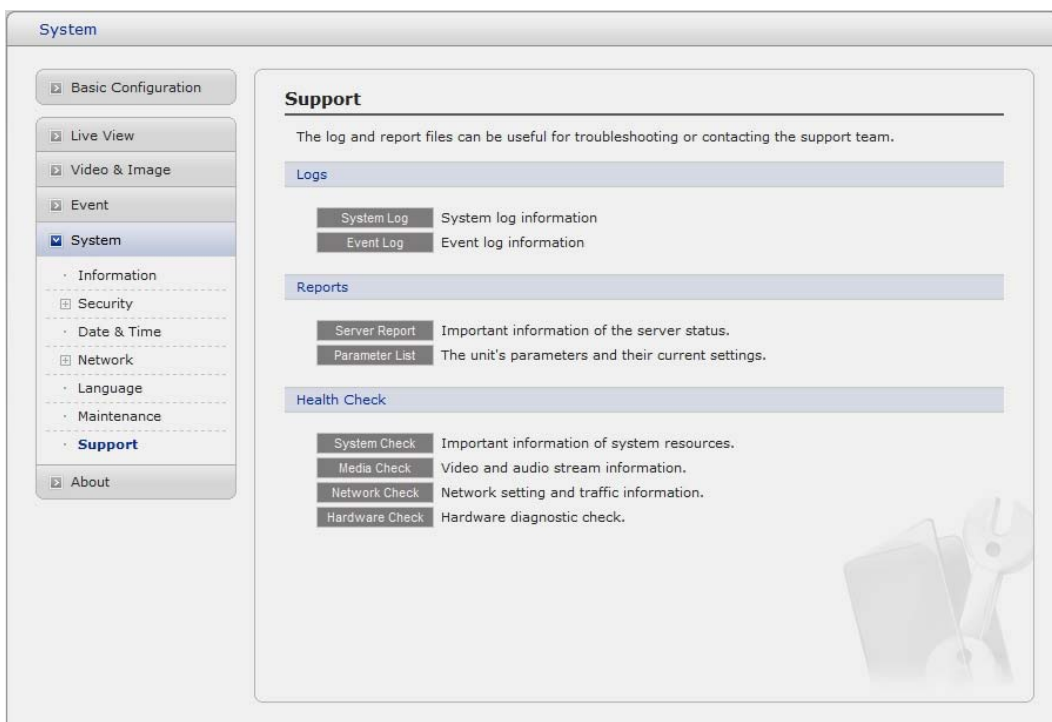 System
Basic Configuration
Live View
Video & Image
Event
System
Information
Security
Date & Time
Network
Language
Maintenance
Support
About
Support
The log and report files can be useful for troubleshooting or contacting the support team.
Logs
System Log System log information
Event Log Event log information
Reports
Server Report Important information of the server status.
Parameter List The unit's parameters and their current settings.
Health Check
System Check Important information of system resources.
Media Check Video and audio stream information.
Network Check Network setting and traffic information.
Hardware Check Hardware diagnostic check.